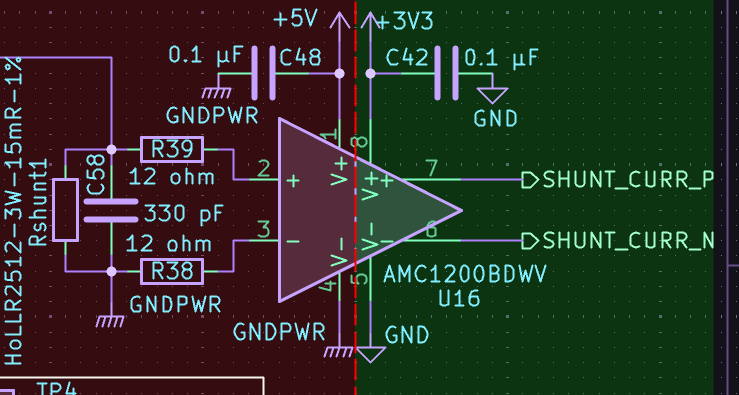 +5V
+3V3
0.1 µF
C48
C42
0.1 µF
GNDPWR
GND
1
8
R39
2
+
V+
V+
+
7
SHUNT_CURR_P
12 ohm
C58
330 pF
Rshunt1
HoLLR2512-3W-15mR-1%
12 ohm
3
−
V−
V−
−
6
SHUNT_CURR_N
R38
4
5
AMC1200BDWV
U16
GNDPWR
GNDPWR
GND
TP4